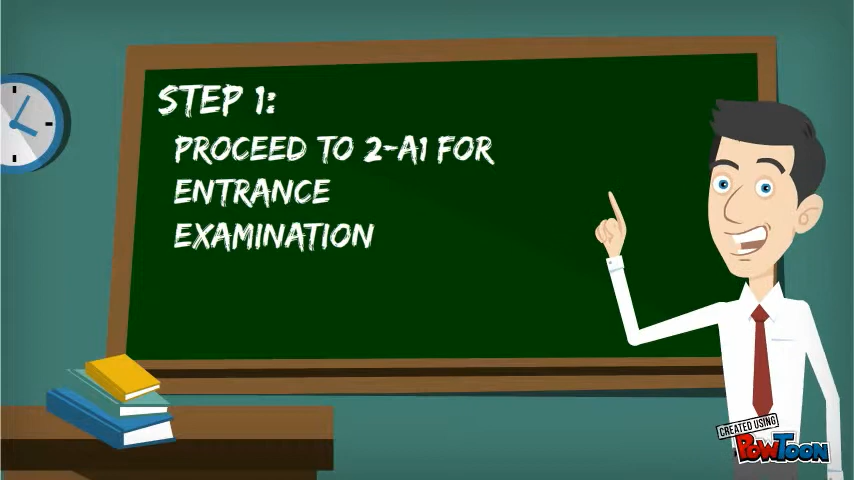 STEP 1:
PROCEED TO 2-A1 FOR
ENTRANCE
EXAMINATION
CREATED USING
POWTOON